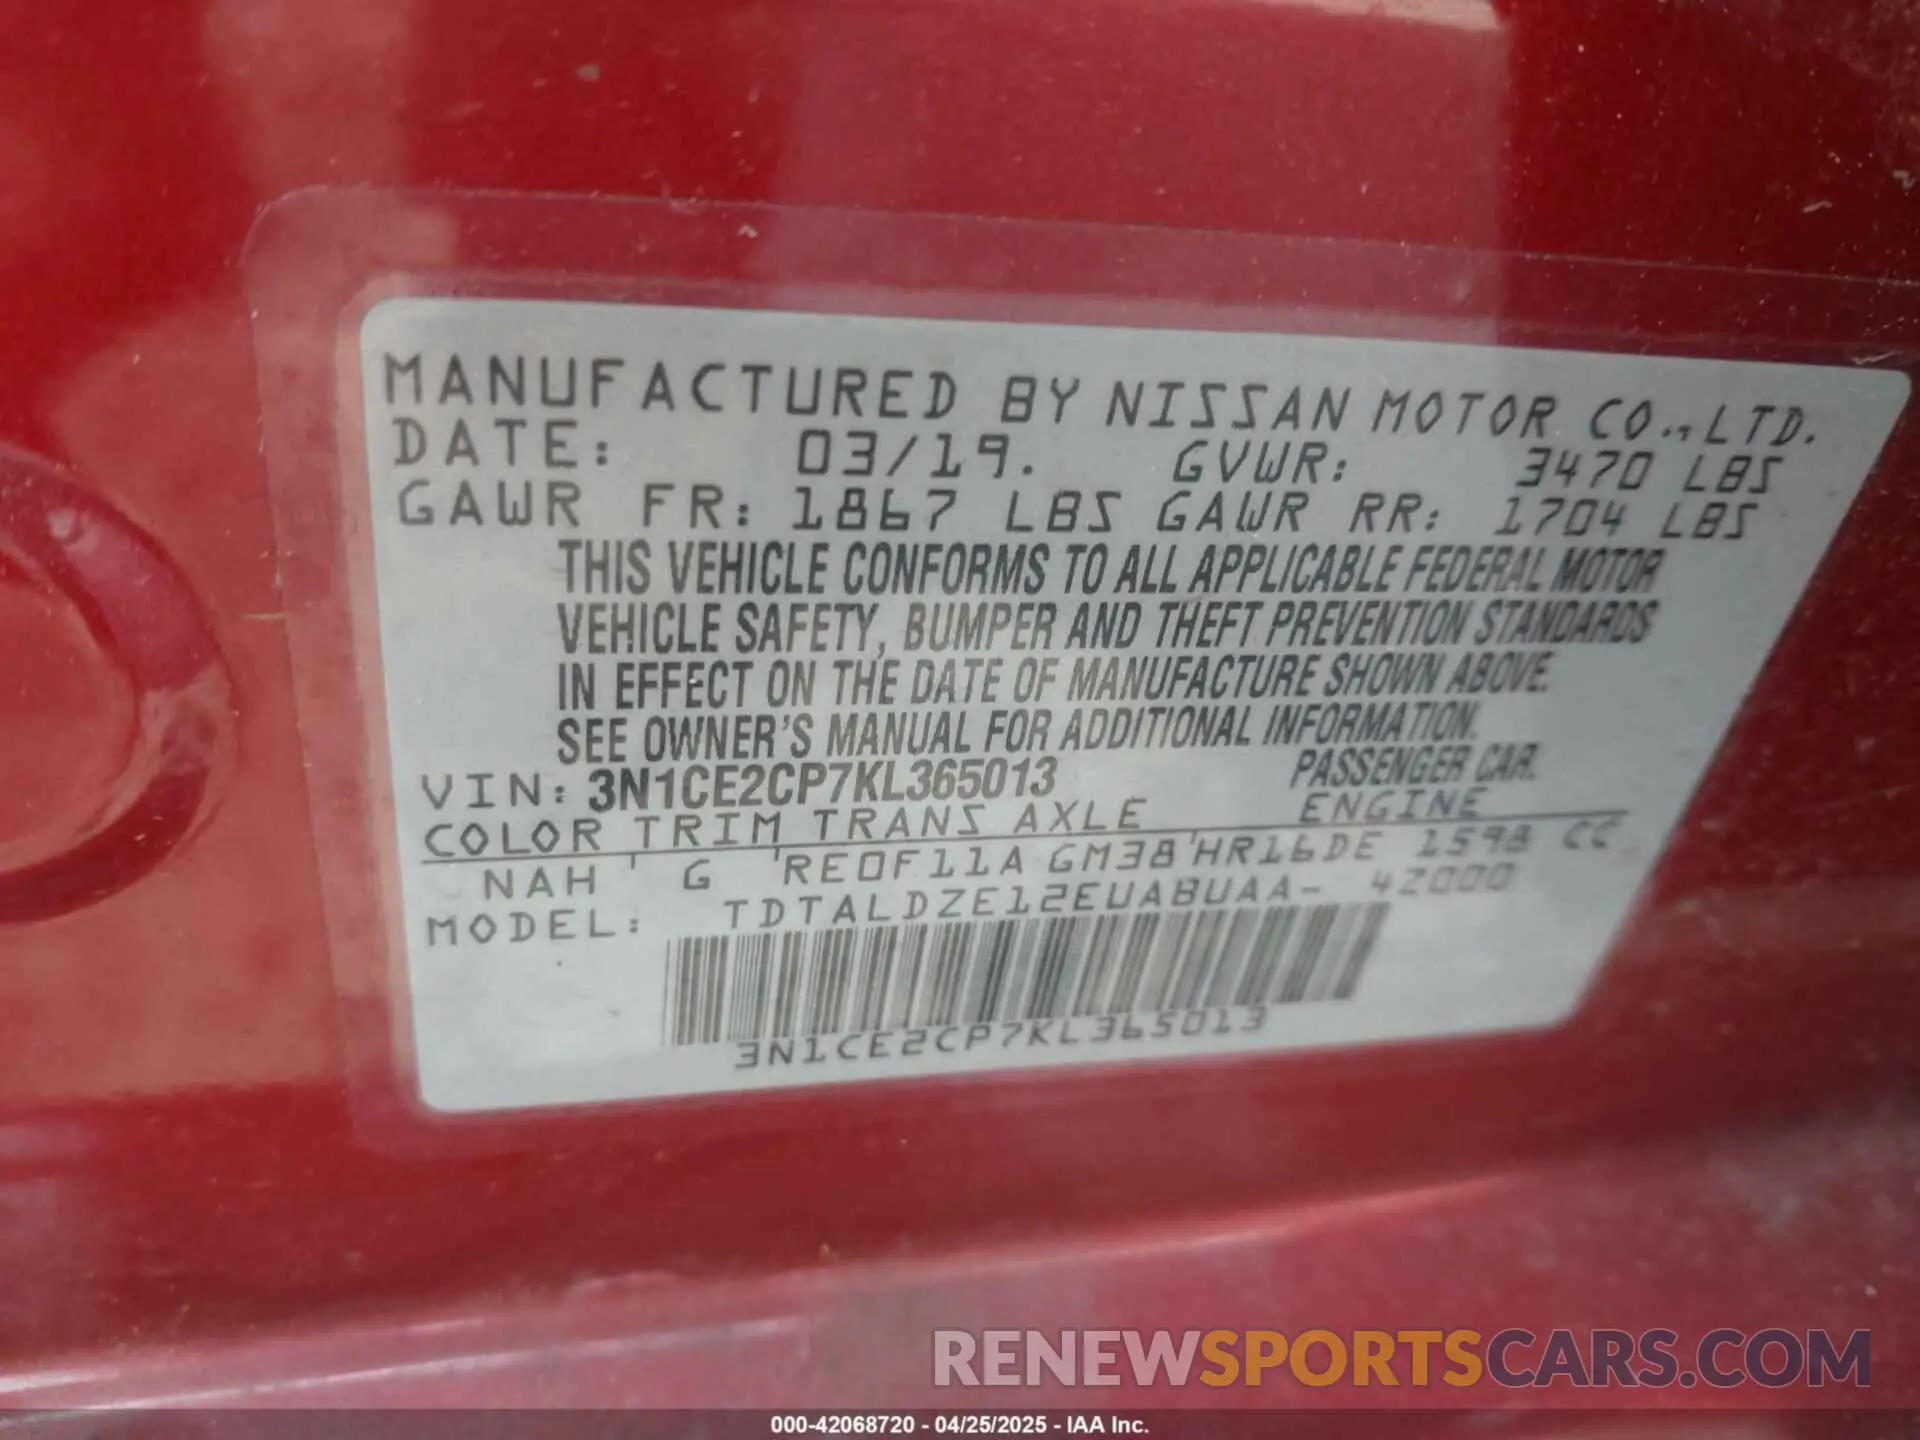 MANUFACTURED BY NISSAN MOTOR CO.,LTD.
DATE: 03/19. GVWR: 3470 LBS
GAWR FR: 1867 LBS GAWR RR: 1704 LBS
THIS VEHICLE CONFORMS TO ALL APPLICABLE FEDERAL MOTOR
VEHICLE SAFETY, BUMPER AND THEFT PREVENTION STANDARDS
IN EFFECT ON THE DATE OF MANUFACTURE SHOWN ABOVE.
SEE OWNER'S MANUAL FOR ADDITIONAL INFORMATION.
VIN: 3N1CE2CP7KL365013 PASSENGER CAR.
COLOR TRIM TRANS AXLE ENGINE
NAH ' G 'RE0F11A GM38'HR16DE 1598 CC
MODEL: TDTALDZE12EUABUAA- 4Z000
3N1CE2CP7KL365013
RENEWSPORTSCARS.COM
000-42068720 - 04/25/2025 - IAA Inc.